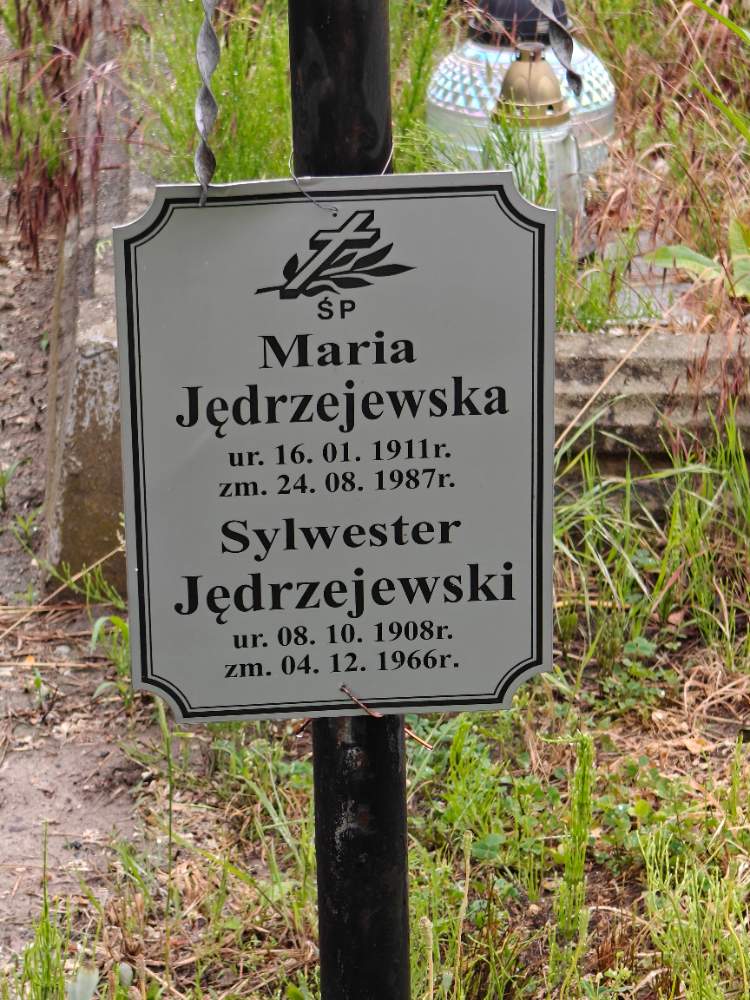 ŚP
Maria
Jędrzejewska
ur. 16. 01. 1911r.
zm. 24. 08. 1987r.
Sylwester
Jędrzejewski
ur. 08. 10. 1908r.
zm. 04. 12. 1966r.